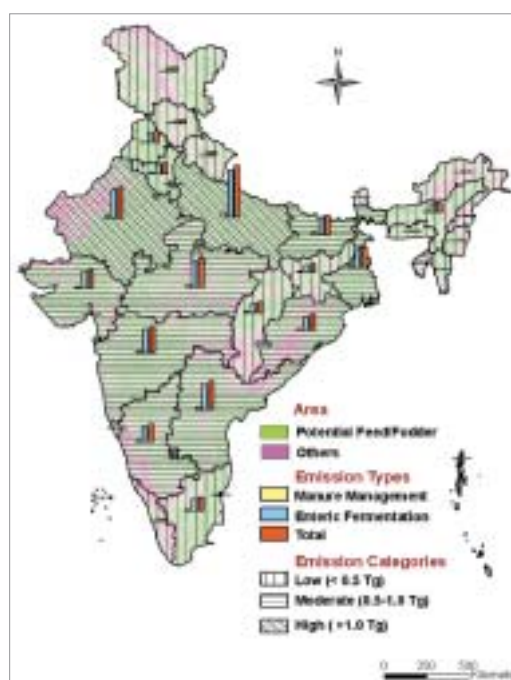 N
Area
Potential Feed/Fodder
Others
Emission Types
Manure Management
Enteric Fermentation
Total
Emission Categories
Low (< 0.5 Tg)
Moderate (0.5-1.0 Tg)
High ( >1.0 Tg)
0 250 500 Kilometer